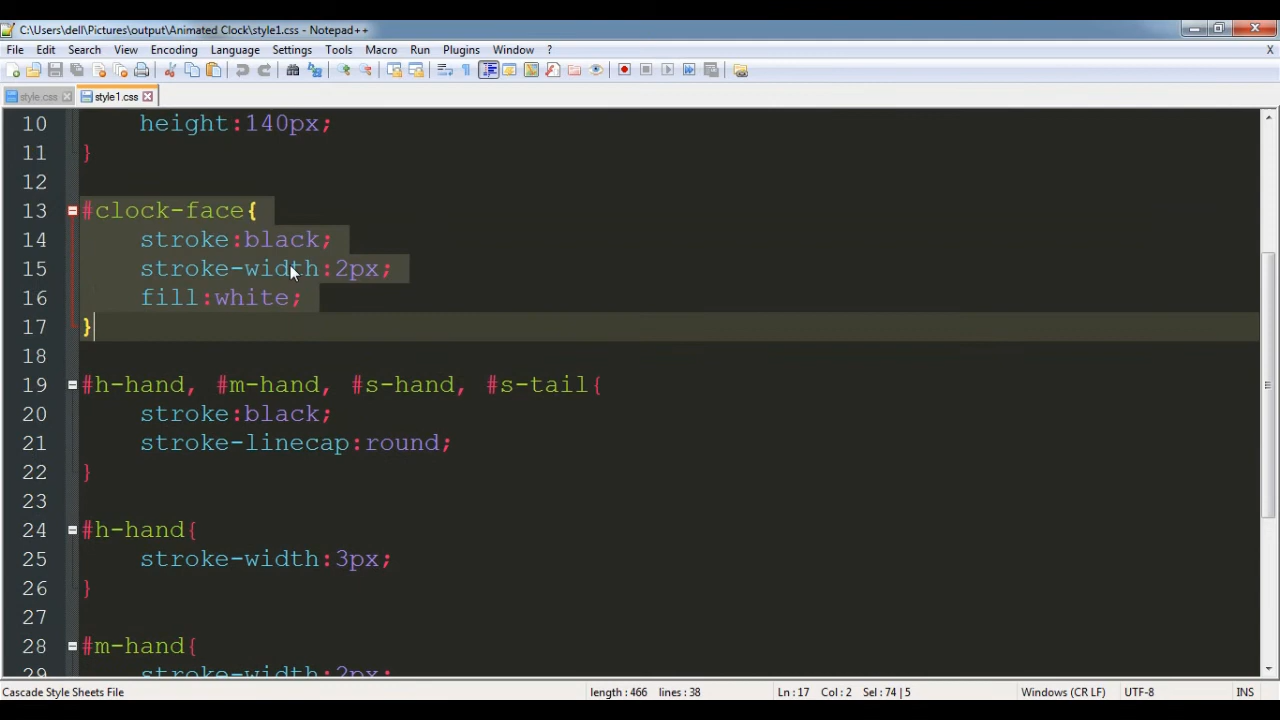 C:\Users\dell\Pictures\output\Animated Clock\style1.css - Notepad++
File Edit Search View Encoding Language Settings Tools Macro Run Plugins Window ? X
style.css style1.css
10 height:140px;
11 }
12
13 #clock-face{
14 stroke:black;
15 stroke-width:2px;
16 fill:white;
17 }
18
19 #h-hand, #m-hand, #s-hand, #s-tail{
20 stroke:black;
21 stroke-linecap:round;
22 }
23
24 #h-hand{
25 stroke-width:3px;
26 }
27
28 #m-hand{
29 stroke-width:2px;
Cascade Style Sheets File length : 466 lines : 38 Ln : 17 Col : 2 Sel : 74 | 5 Windows (CR LF) UTF-8 INS